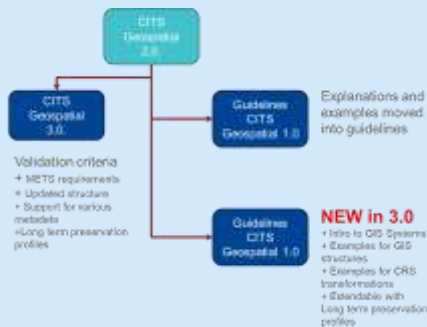 CITS
Geospatial
2.0.
CITS
Geospatial
3.0.
Validation criteria
+ METS requirements
+ Updated structure
+ Support for various
metadata
+Long term preservation
profiles
Guidelines
CITS
Geospatial 1.0
Explanations and
examples moved
into guidelines
Guidelines
CITS
Geospatial 1.0
NEW in 3.0
+ Intro to GIS Systems
+ Examples for GIS
structures
+ Examples for CRS
transformations
+ Extendable with
Long term preservation
profiles